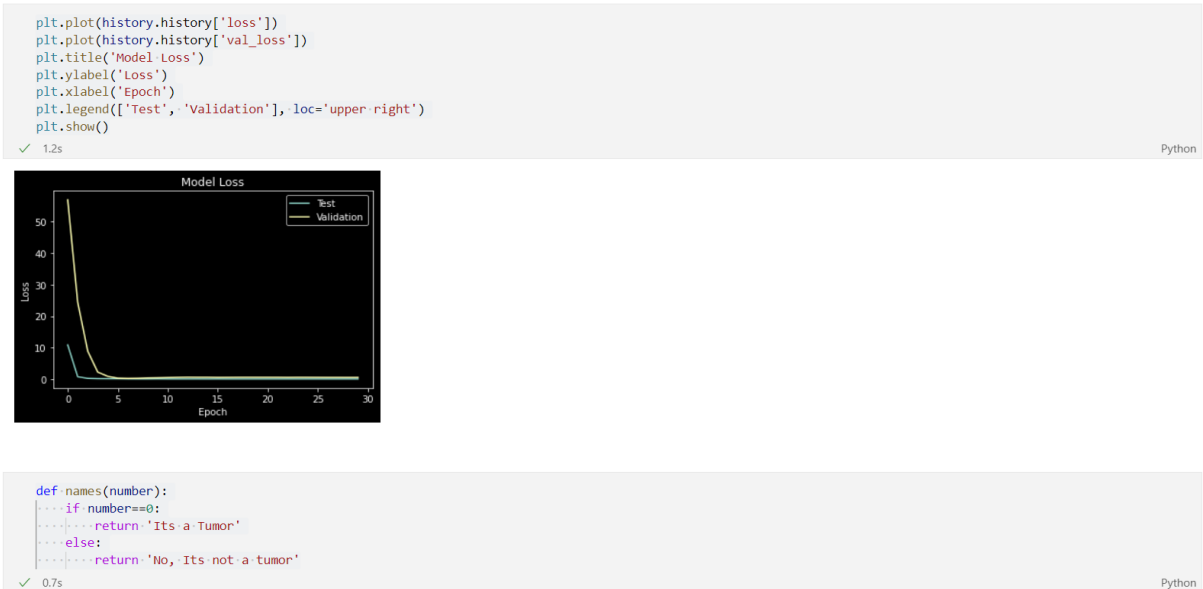 plt.plot(history.history['loss'])
plt.plot(history.history['val_loss'])
plt.title('Model Loss')
plt.ylabel('Loss')
plt.xlabel('Epoch')
plt.legend(['Test', 'Validation'], loc='upper right')
plt.show()
✓ 1.2s Python
Model Loss
Test
Validation
50
40
30
20
10
0
Loss
0 5 10 15 20 25 30
Epoch
def names(number):
    if number==0:
        return 'Its a Tumor'
    else:
        return 'No, Its not a tumor'
✓ 0.7s Python